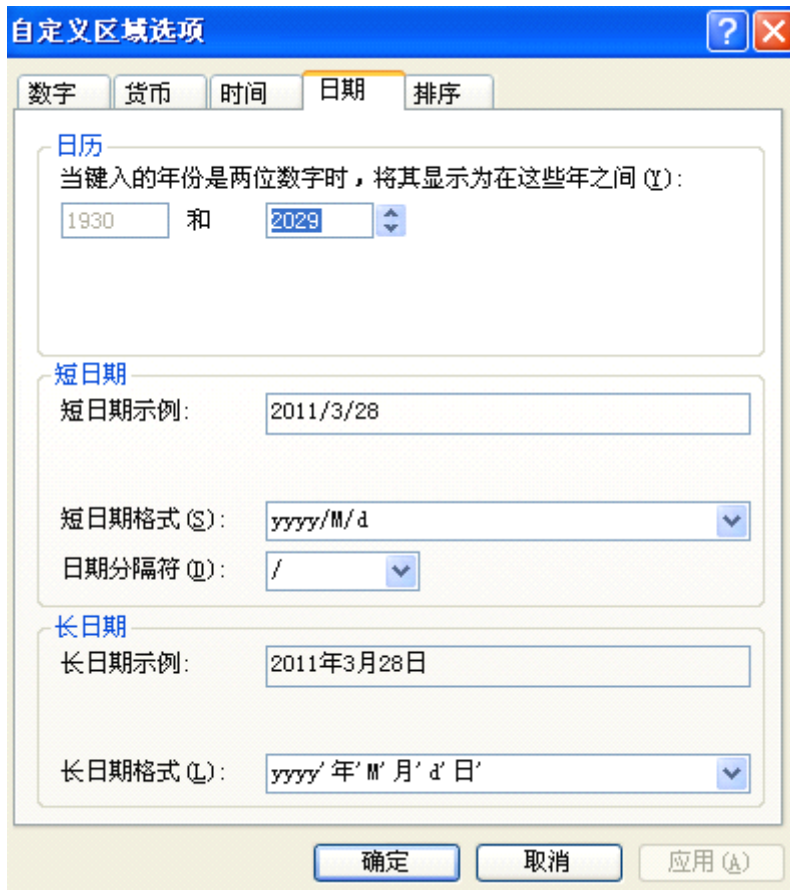 自定义区域选项
数字 货币 时间 日期 排序
日历
当键入的年份是两位数字时，将其显示为在这些年之间(Y):
1930 和 2029
短日期
短日期示例: 2011/3/28
短日期格式(S): yyyy/M/d
日期分隔符(D): /
长日期
长日期示例: 2011年3月28日
长日期格式(L): yyyy'年'M'月'd'日'
确定 取消 应用(A)